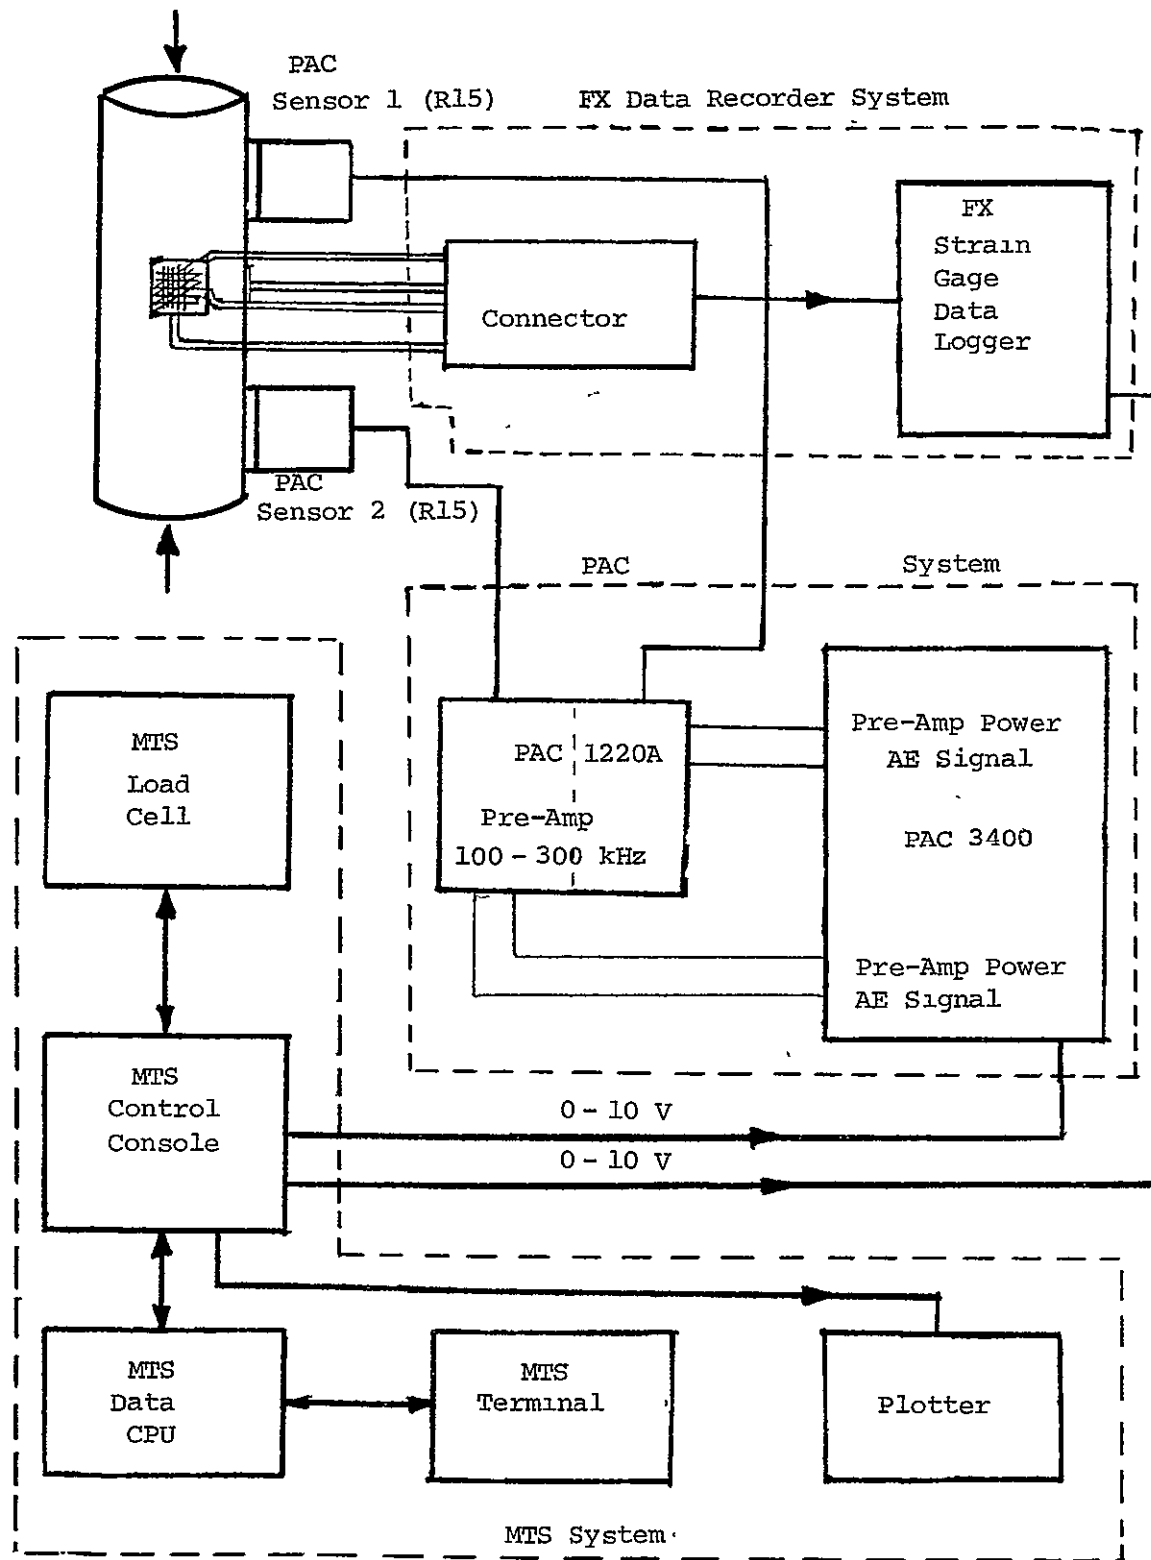 PAC
Sensor 1 (R15)
FX Data Recorder System
FX
Strain
Gage
Data
Logger
Connector
PAC
Sensor 2 (R15)
PAC System
MTS
Load
Cell
PAC 1220A
Pre-Amp
100 - 300 kHz
Pre-Amp Power
AE Signal
PAC 3400
Pre-Amp Power
AE Signal
MTS
Control
Console
0 - 10 V
0 - 10 V
MTS
Data
CPU
MTS
Terminal
Plotter
MTS System